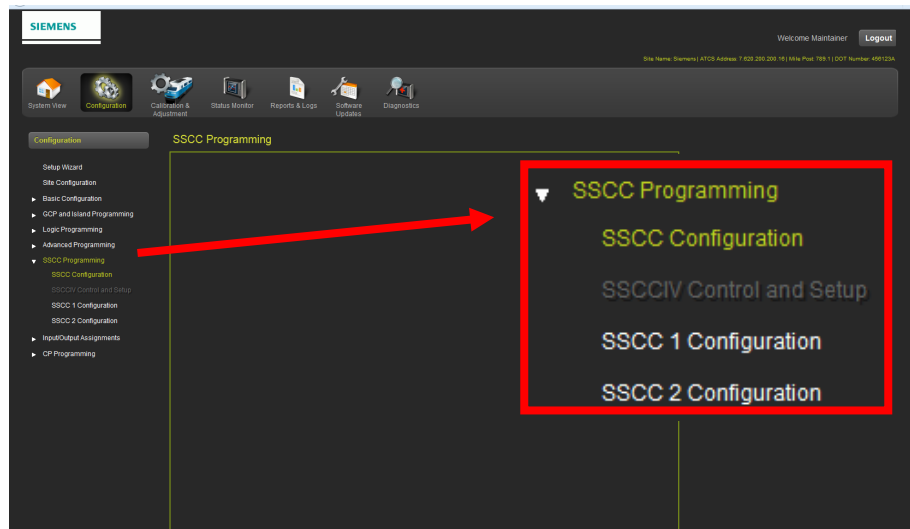 SIEMENS
Welcome Maintainer
Logout
Site Name: Siemens | ATCS Address: 7.620.200.200.16 | Mile Post: 789.1 | DOT Number: 456123A
System View
Configuration
Calibration &
Adjustment
Status Monitor
Reports & Logs
Software
Updates
Diagnostics
Configuration
SSCC Programming
Setup Wizard
Site Configuration
Basic Configuration
GCP and Island Programming
Logic Programming
Advanced Programming
SSCC Programming
SSCC Configuration
SSCCIV Control and Setup
SSCC 1 Configuration
SSCC 2 Configuration
Input/Output Assignments
CP Programming
SSCC Programming
SSCC Configuration
SSCCIV Control and Setup
SSCC 1 Configuration
SSCC 2 Configuration